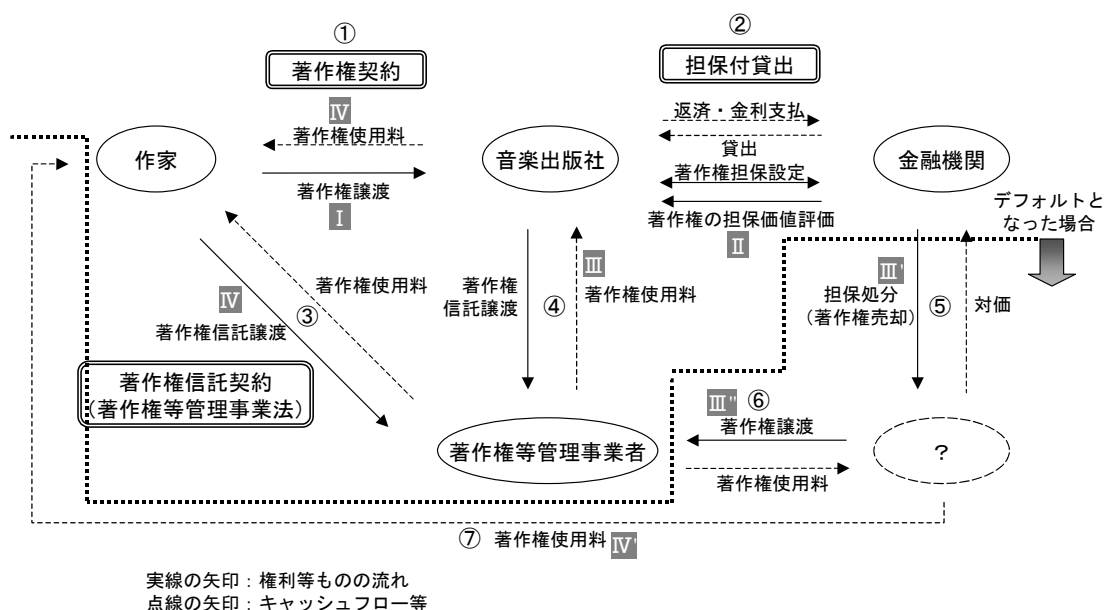 ①
②
著作権契約
担保付貸出
Ⅳ
著作権使用料
返済・金利支払
作家
音楽出版社
貸出
著作権担保設定
金融機関
著作権譲渡
Ⅰ
著作権の担保価値評価
Ⅱ
デフォルトと
なった場合
著作権使用料
Ⅳ
③
著作権信託譲渡
著作権
信託譲渡
④
Ⅲ
著作権使用料
Ⅲ'
担保処分
(著作権売却)
⑤
対価
著作権信託契約
(著作権等管理事業法)
Ⅲ"
⑥
著作権譲渡
著作権等管理事業者
?
著作権使用料
⑦ 著作権使用料 Ⅳ'
実線の矢印:権利等ものの流れ
点線の矢印:キャッシュフロー等